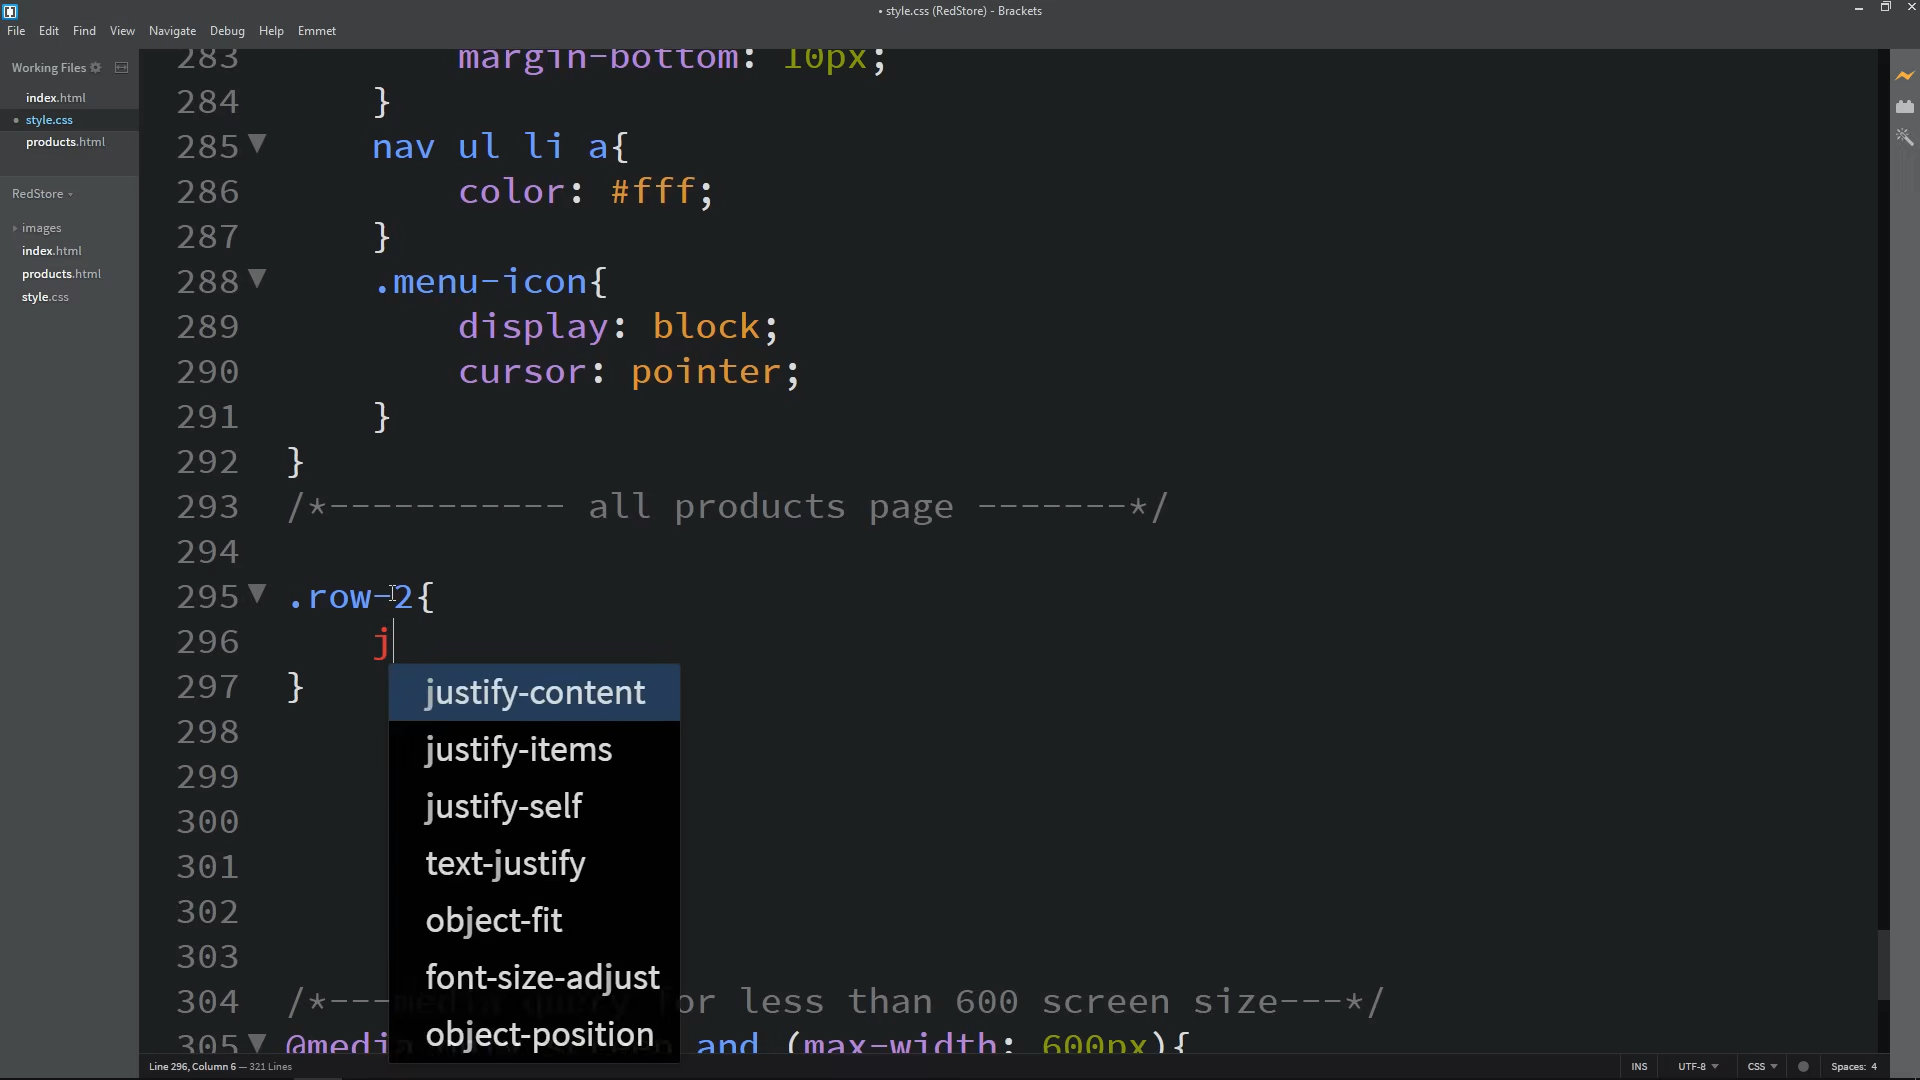 • style.css (RedStore) - Brackets
File Edit Find View Navigate Debug Help Emmet
Working Files
index.html
• style.css
products.html
RedStore
images
index.html
products.html
style.css
283 margin-bottom: 10px;
284 }
285 nav ul li a{
286 color: #fff;
287 }
288 .menu-icon{
289 display: block;
290 cursor: pointer;
291 }
292 }
293 /*----------- all products page -------*/
294
295 .row-2{
296 j
297 }
298
299
300
301
302
303
304 /*--- for less than 600 screen size---*/
305 @media and (max-width: 600px){
justify-content
justify-items
justify-self
text-justify
object-fit
font-size-adjust
object-position
Line 296, Column 6 — 321 Lines
INS UTF-8 CSS Spaces: 4